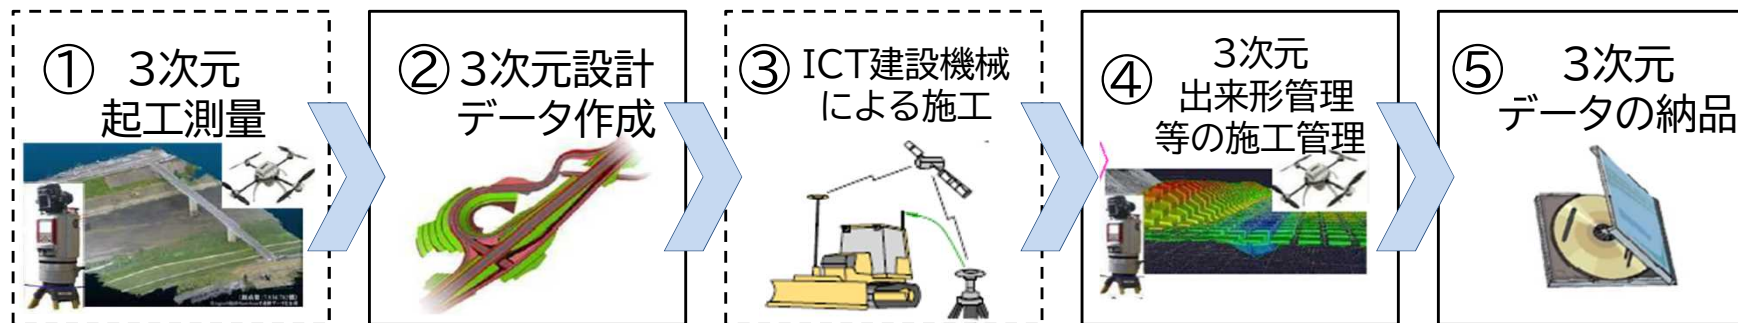 ① 3次元
起工測量
② 3次元設計
データ作成
③ ICT建設機械
による施工
④ 3次元
出来形管理
等の施工管理
⑤ 3次元
データの納品